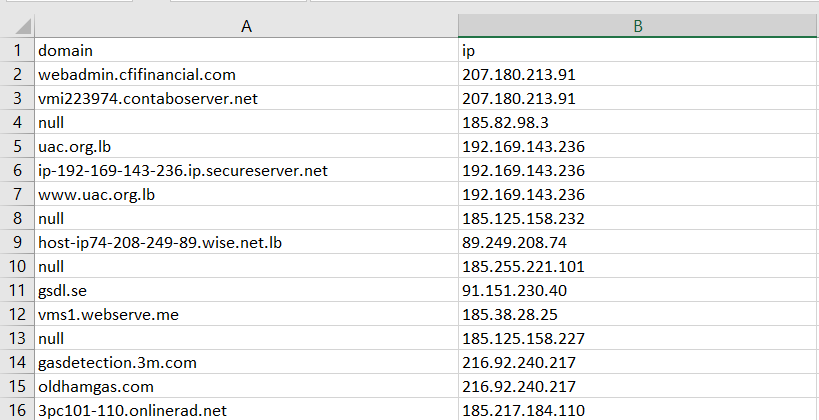 A B
1 domain ip
2 webadmin.cfifinancial.com 207.180.213.91
3 vmi223974.contaboserver.net 207.180.213.91
4 null 185.82.98.3
5 uac.org.lb 192.169.143.236
6 ip-192-169-143-236.ip.secureserver.net 192.169.143.236
7 www.uac.org.lb 192.169.143.236
8 null 185.125.158.232
9 host-ip74-208-249-89.wise.net.lb 89.249.208.74
10 null 185.255.221.101
11 gsdl.se 91.151.230.40
12 vms1.webserve.me 185.38.28.25
13 null 185.125.158.227
14 gasdetection.3m.com 216.92.240.217
15 oldhamgas.com 216.92.240.217
16 3pc101-110.onlinerad.net 185.217.184.110